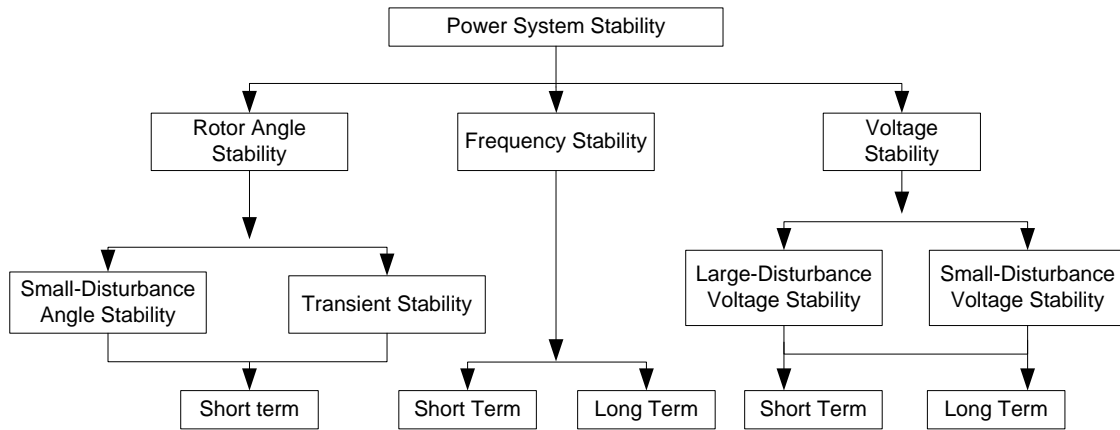 Power System Stability
Rotor Angle
Stability
Frequency Stability
Voltage
Stability
Small-Disturbance
Angle Stability
Transient Stability
Large-Disturbance
Voltage Stability
Small-Disturbance
Voltage Stability
Short term
Short Term
Long Term
Short Term
Long Term